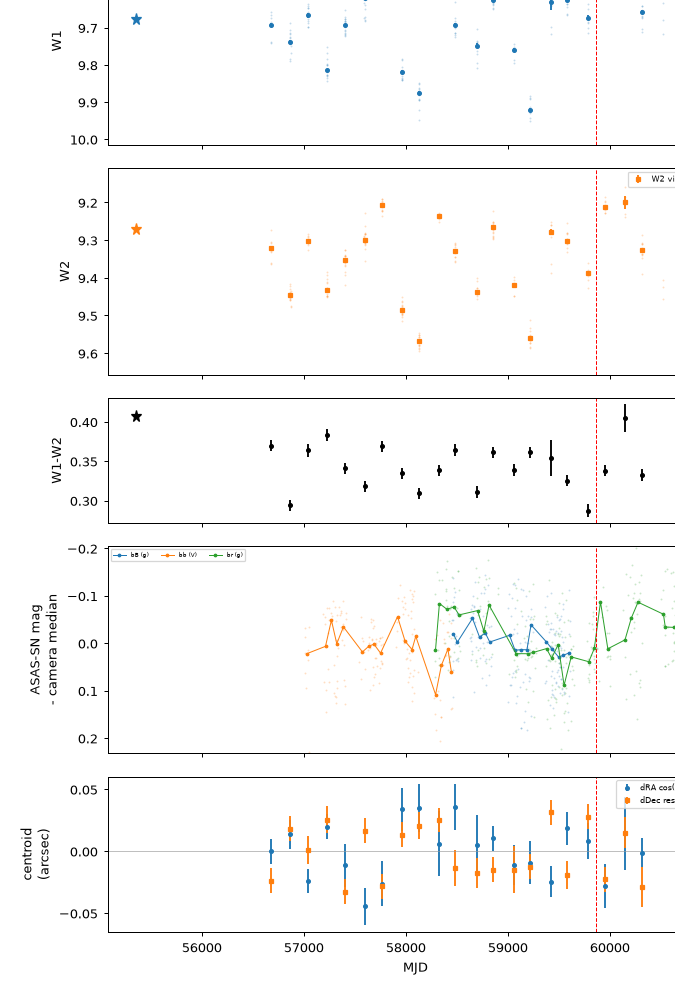 W1
9.7
9.8
9.9
10.0
W2
W2 vi
9.2
9.3
9.4
9.5
9.6
W1-W2
0.40
0.35
0.30
ASAS-SN mag
- camera median
bB (g) bb (V) br (g)
−0.2
−0.1
0.0
0.1
0.2
centroid
(arcsec)
dRA cos(
dDec res
0.05
0.00
−0.05
56000 57000 58000 59000 60000
MJD